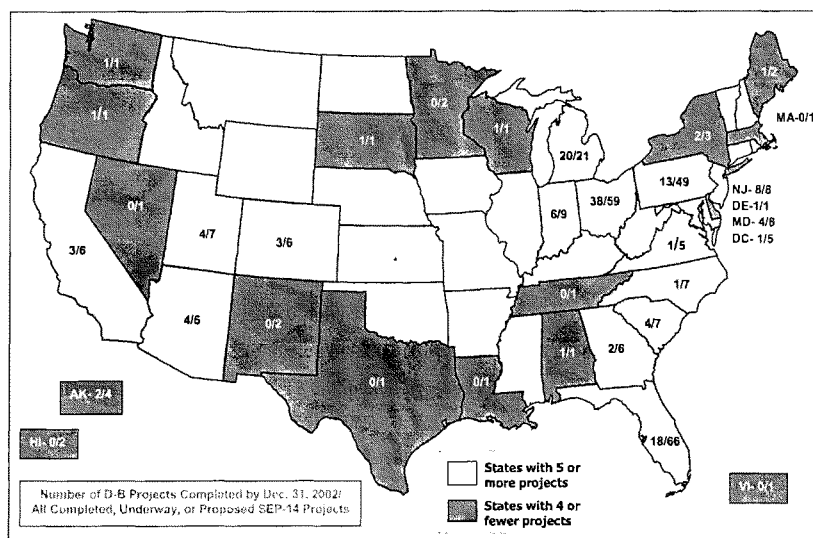 1/1
1/1
0/1
3/6
4/7
3/6
4/5
0/2
1/1
0/2
1/1
20/21
6/9
38/59
13/49
2/3
1/2
MA-0/1
NJ- 8/8
DE-1/1
MD- 4/6
DC- 1/5
1/5
1/7
0/1
4/7
1/1
2/6
0/1
0/1
18/66
AK- 2/4
HI- 0/2
VI- 0/1
States with 5 or
more projects
States with 4 or
fewer projects
Number of D-B Projects Completed by Dec. 31, 2002/
All Completed, Underway, or Proposed SEP-14 Projects